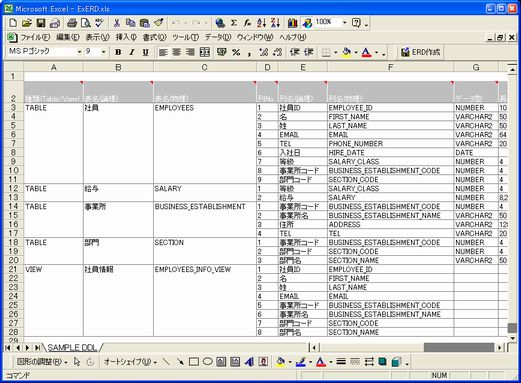 Microsoft Excel - ExERD.xls
100%
ファイル(F) 編集(E) 表示(V) 挿入(I) 書式(O) ツール(T) データ(D) ウィンドウ(W) ヘルプ(H)
MS Pゴシック 9 B I U ERD作成
A B C D E F G H
1
2 種類(Table/View) 表名(論理) 表名(物理) 列No. 列名(論理) 列名(物理) データ型 長
3 TABLE 社員 EMPLOYEES 1 社員ID EMPLOYEE_ID NUMBER 10
4 2 名 FIRST_NAME VARCHAR2 50
5 3 姓 LAST_NAME VARCHAR2 50
6 4 EMAIL EMAIL VARCHAR2 64
7 5 TEL PHONE_NUMBER VARCHAR2 20
8 6 入社日 HIRE_DATE DATE
9 7 等級 SALARY_CLASS NUMBER 4
10 8 事業所コード BUSINESS_ESTABLISHMENT_CODE NUMBER 4
11 9 部門コード SECTION_CODE NUMBER 4
12 TABLE 給与 SALARY 1 等級 SALARY_CLASS NUMBER 4
13 2 給与 SALARY NUMBER 8,2
14 TABLE 事業所 BUSINESS_ESTABLISHMENT 1 事業所コード BUSINESS_ESTABLISHMENT_CODE NUMBER 4
15 2 事業所名 BUSINESS_ESTABLISHMENT_NAME VARCHAR2 50
16 3 住所 ADDRESS VARCHAR2
17 4 TEL TEL VARCHAR2 20
18 TABLE 部門 SECTION 1 事業所コード BUSINESS_ESTABLISHMENT_CODE NUMBER 4
19 2 部門コード SECTION_CODE NUMBER 4
20 3 部門名 SECTION_NAME VARCHAR2 50
21 VIEW 社員情報 EMPLOYEES_INFO_VIEW 1 社員ID EMPLOYEE_ID
22 2 名 FIRST_NAME
23 3 姓 LAST_NAME
24 4 EMAIL EMAIL
25 5 事業所コード BUSINESS_ESTABLISHMENT_CODE
26 6 事業所名 BUSINESS_ESTABLISHMENT_NAME
27 7 部門コード SECTION_CODE
28 8 部門名 SECTION_NAME
SAMPLE DDL
図形の調整(R) オートシェイプ(U)
コマンド NUM